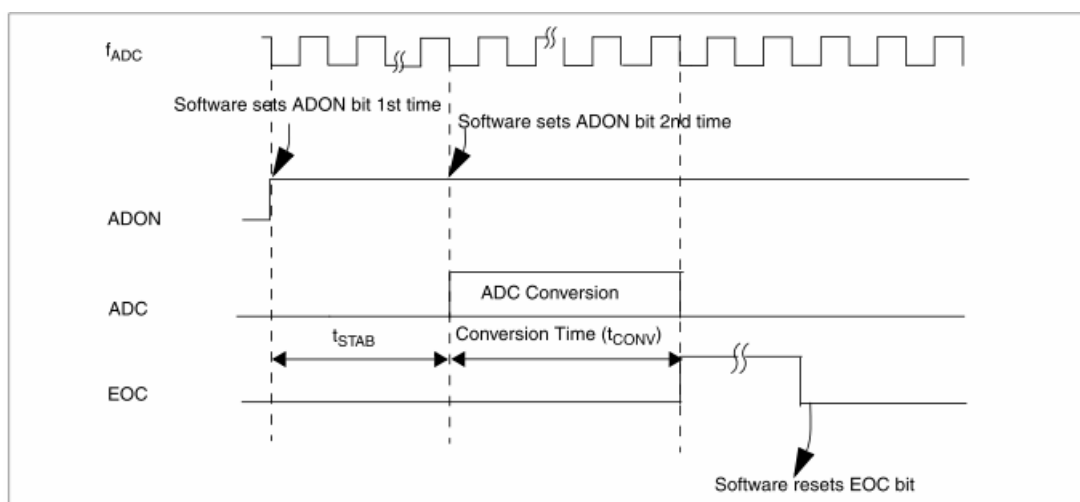 fADC
Software sets ADON bit 1st time
Software sets ADON bit 2nd time
ADON
ADC Conversion
ADC
tSTAB
Conversion Time (tCONV)
EOC
Software resets EOC bit